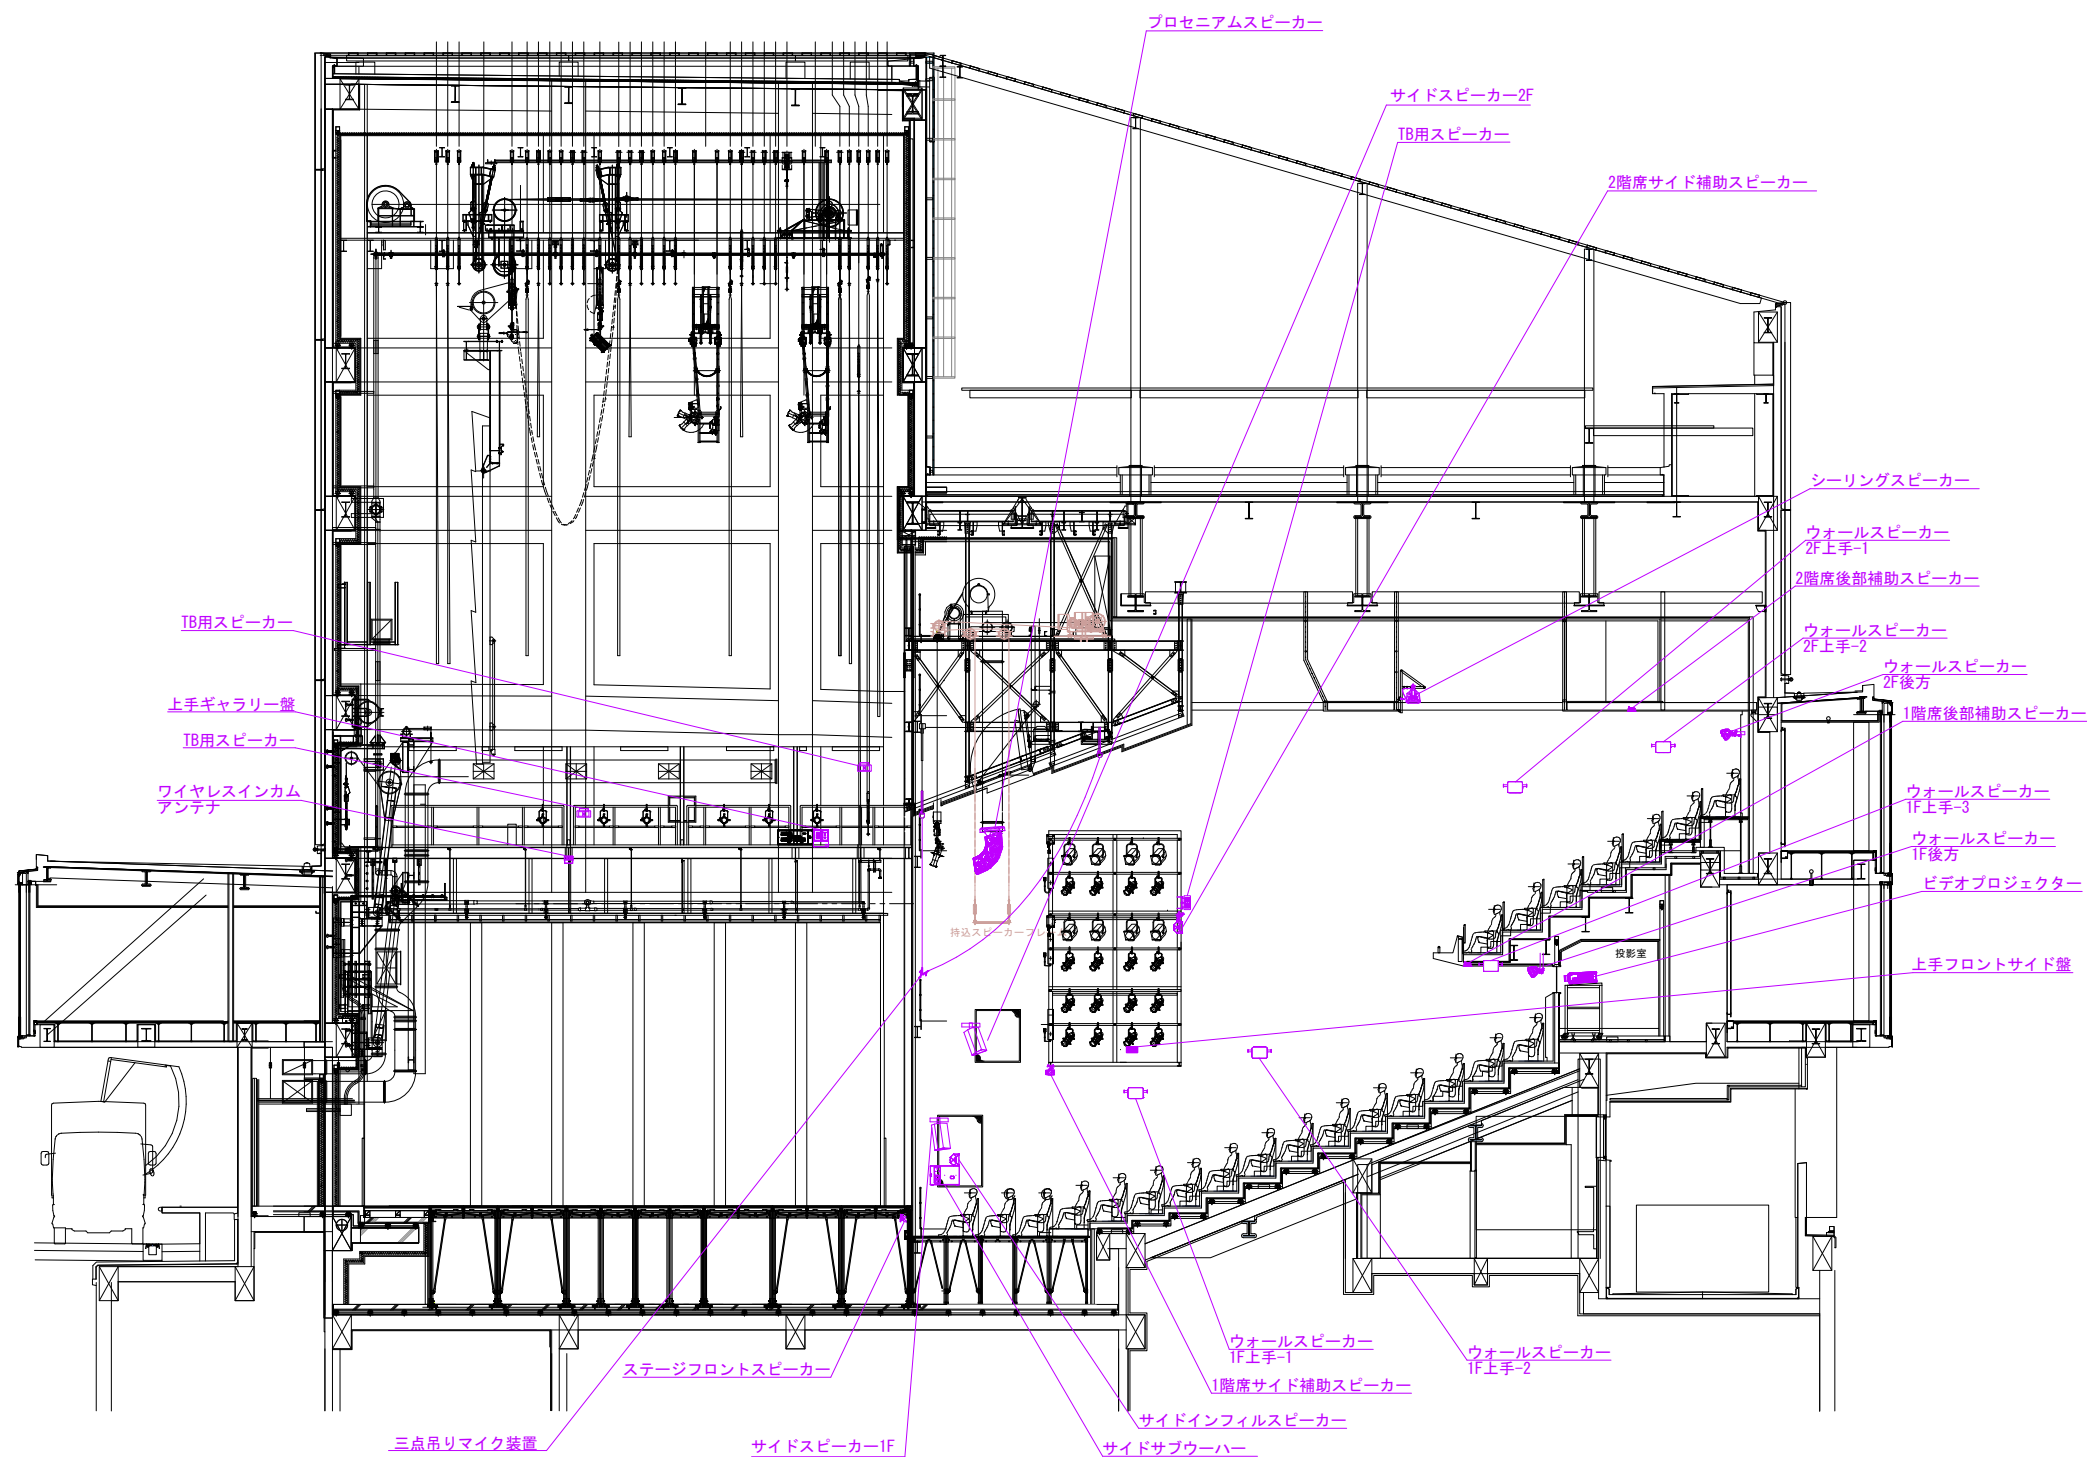 プロセニアムスピーカー
サイドスピーカー2F
TB用スピーカー
2階席サイド補助スピーカー
シーリングスピーカー
ウォールスピーカー
2F上手-1
2階席後部補助スピーカー
ウォールスピーカー
2F上手-2
ウォールスピーカー
2F後方
1階席後部補助スピーカー
ウォールスピーカー
1F上手-3
ウォールスピーカー
1F後方
ビデオプロジェクター
上手フロントサイド盤
TB用スピーカー
上手ギャラリー盤
TB用スピーカー
ワイヤレスインカム
アンテナ
持込スピーカーフレーム
投影室
ウォールスピーカー
1F上手-1
ウォールスピーカー
1F上手-2
ステージフロントスピーカー
1階席サイド補助スピーカー
サイドインフィルスピーカー
三点吊りマイク装置
サイドスピーカー1F
サイドサブウーハー